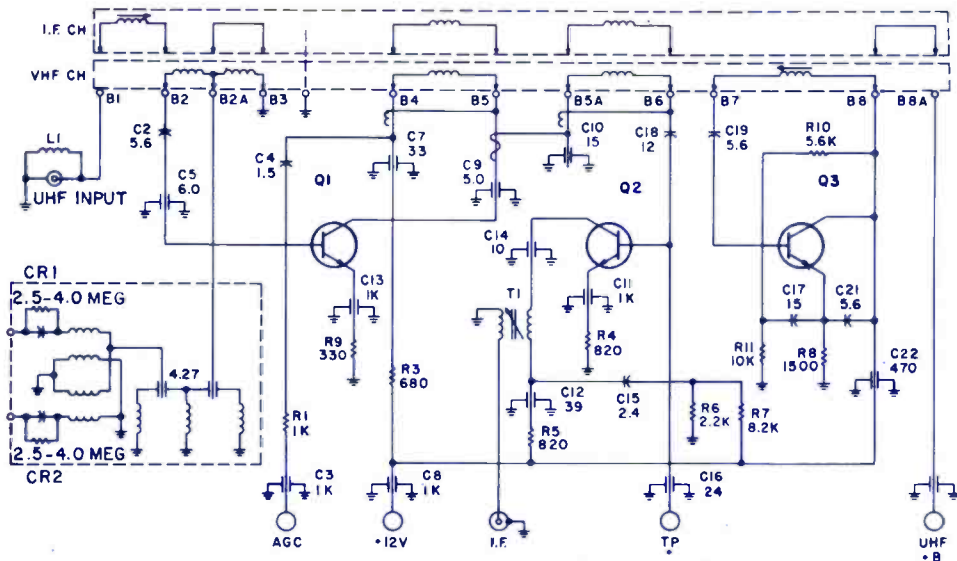 I.F. CH
VHF CH
B1
B2
B2A
B3
B4
B5
B5A
B6
B7
B8
B8A
L1
UHF INPUT
C2
5.6
C5
6.0
C4
1.5
C7
33
C9
5.0
C10
15
C18
12
C19
5.6
R10
5.6K
Q1
Q2
Q3
C13
1K
R9
330
C14
10
T1
C11
1K
R4
820
C17
15
C21
5.6
R11
10K
R8
1500
C22
470
CR1
2.5-4.0 MEG
4.27
2.5-4.0 MEG
CR2
R1
1K
R3
680
C12
39
R5
820
C15
2.4
R6
2.2K
R7
8.2K
C3
1K
C8
1K
C16
24
AGC
+12V
I.F.
TP
UHF
+B